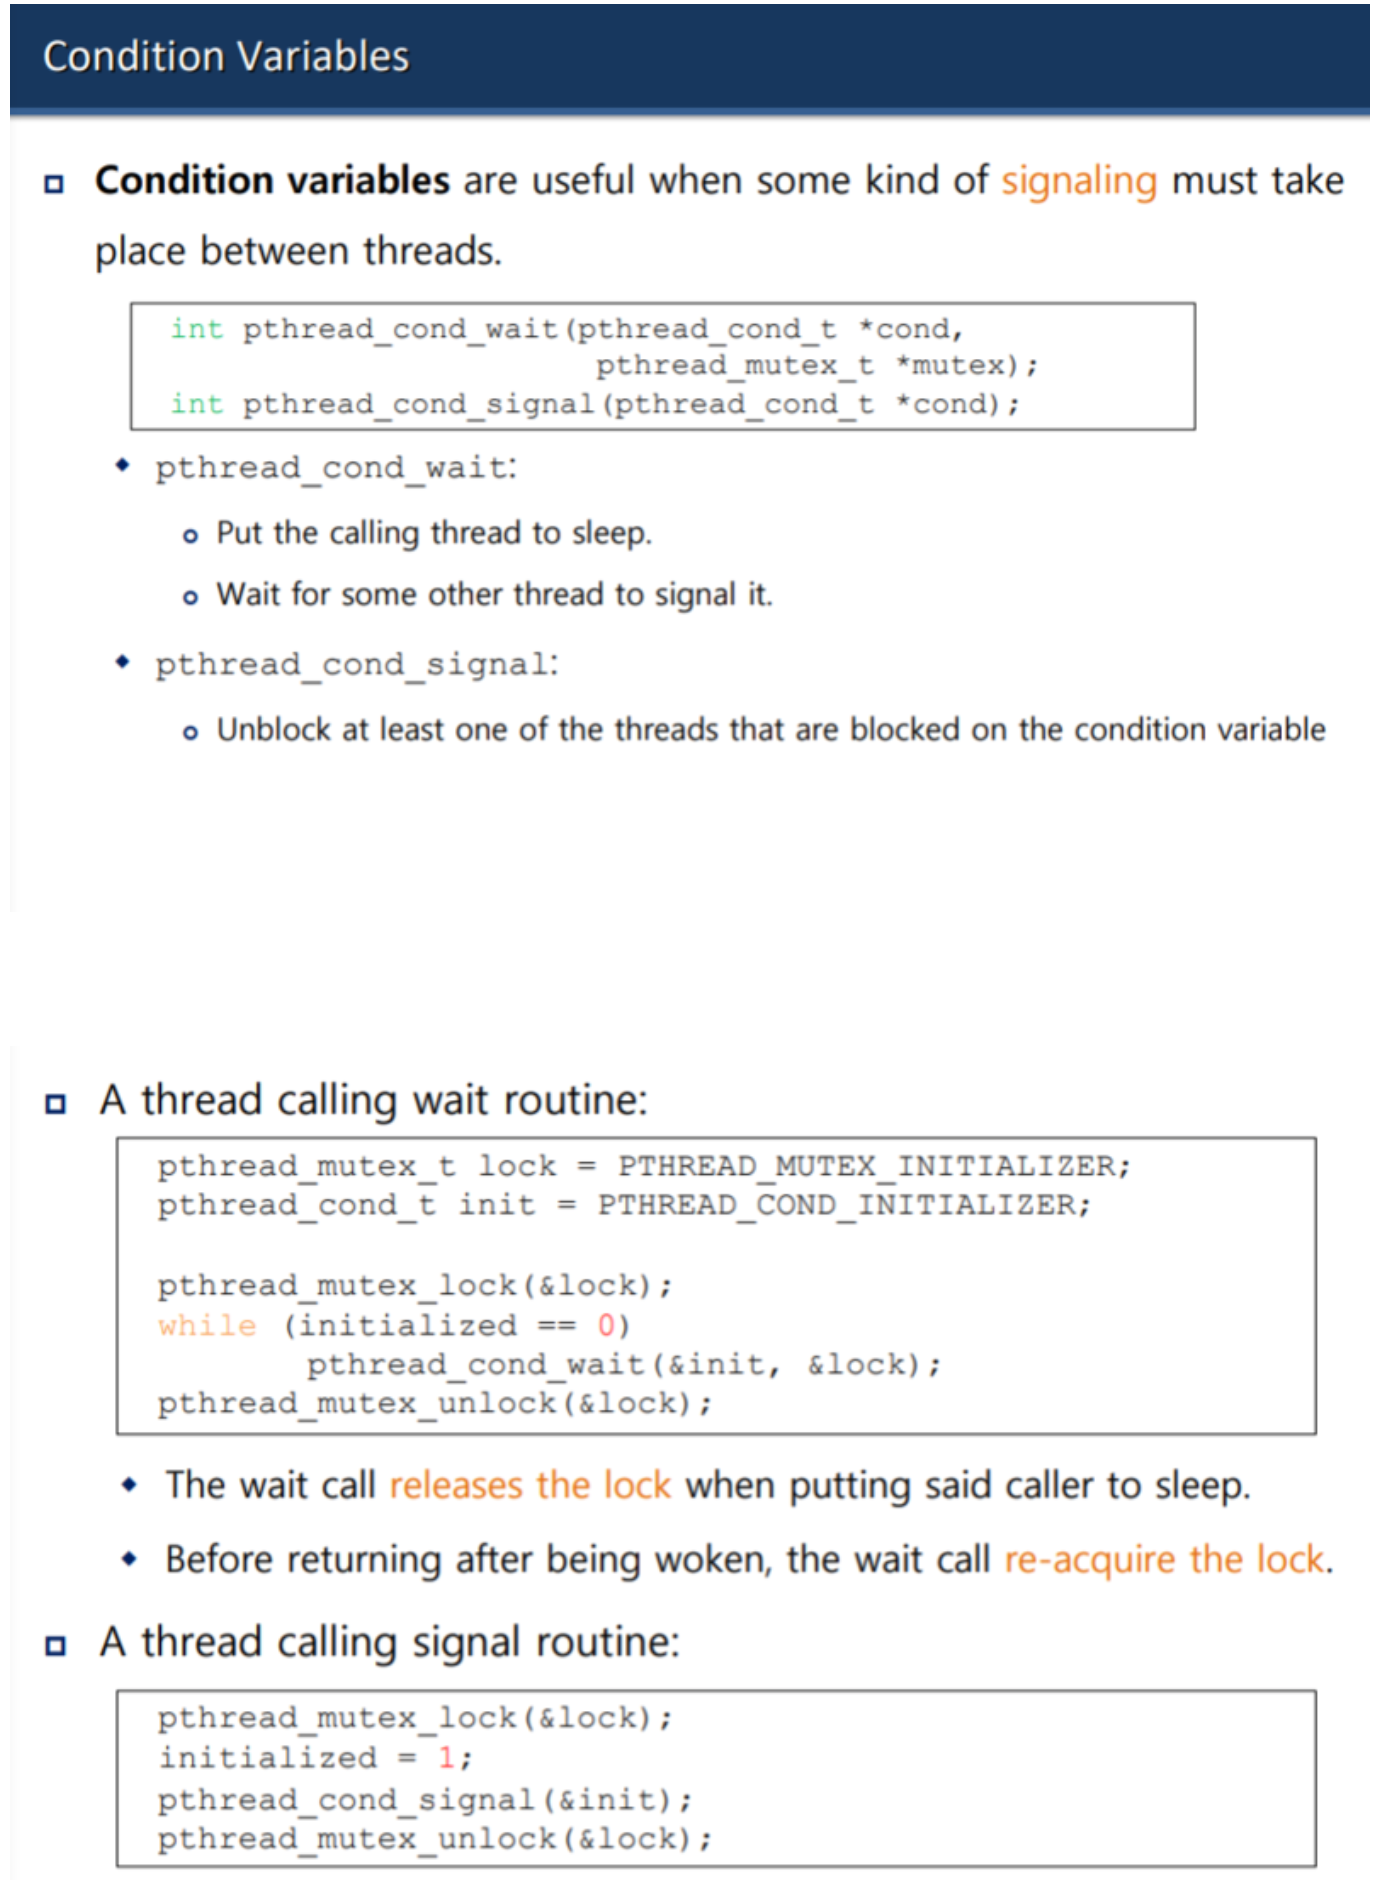 Condition Variables
Condition variables are useful when some kind of signaling must take
place between threads.
int pthread_cond_wait(pthread_cond_t *cond,
pthread_mutex_t *mutex);
int pthread_cond_signal(pthread_cond_t *cond);
pthread_cond_wait:
Put the calling thread to sleep.
Wait for some other thread to signal it.
pthread_cond_signal:
Unblock at least one of the threads that are blocked on the condition variable
A thread calling wait routine:
pthread_mutex_t lock = PTHREAD_MUTEX_INITIALIZER;
pthread_cond_t init = PTHREAD_COND_INITIALIZER;
pthread_mutex_lock(&lock);
while (initialized == 0)
pthread_cond_wait(&init, &lock);
pthread_mutex_unlock(&lock);
The wait call releases the lock when putting said caller to sleep.
Before returning after being woken, the wait call re-acquire the lock.
A thread calling signal routine:
pthread_mutex_lock(&lock);
initialized = 1;
pthread_cond_signal(&init);
pthread_mutex_unlock(&lock);